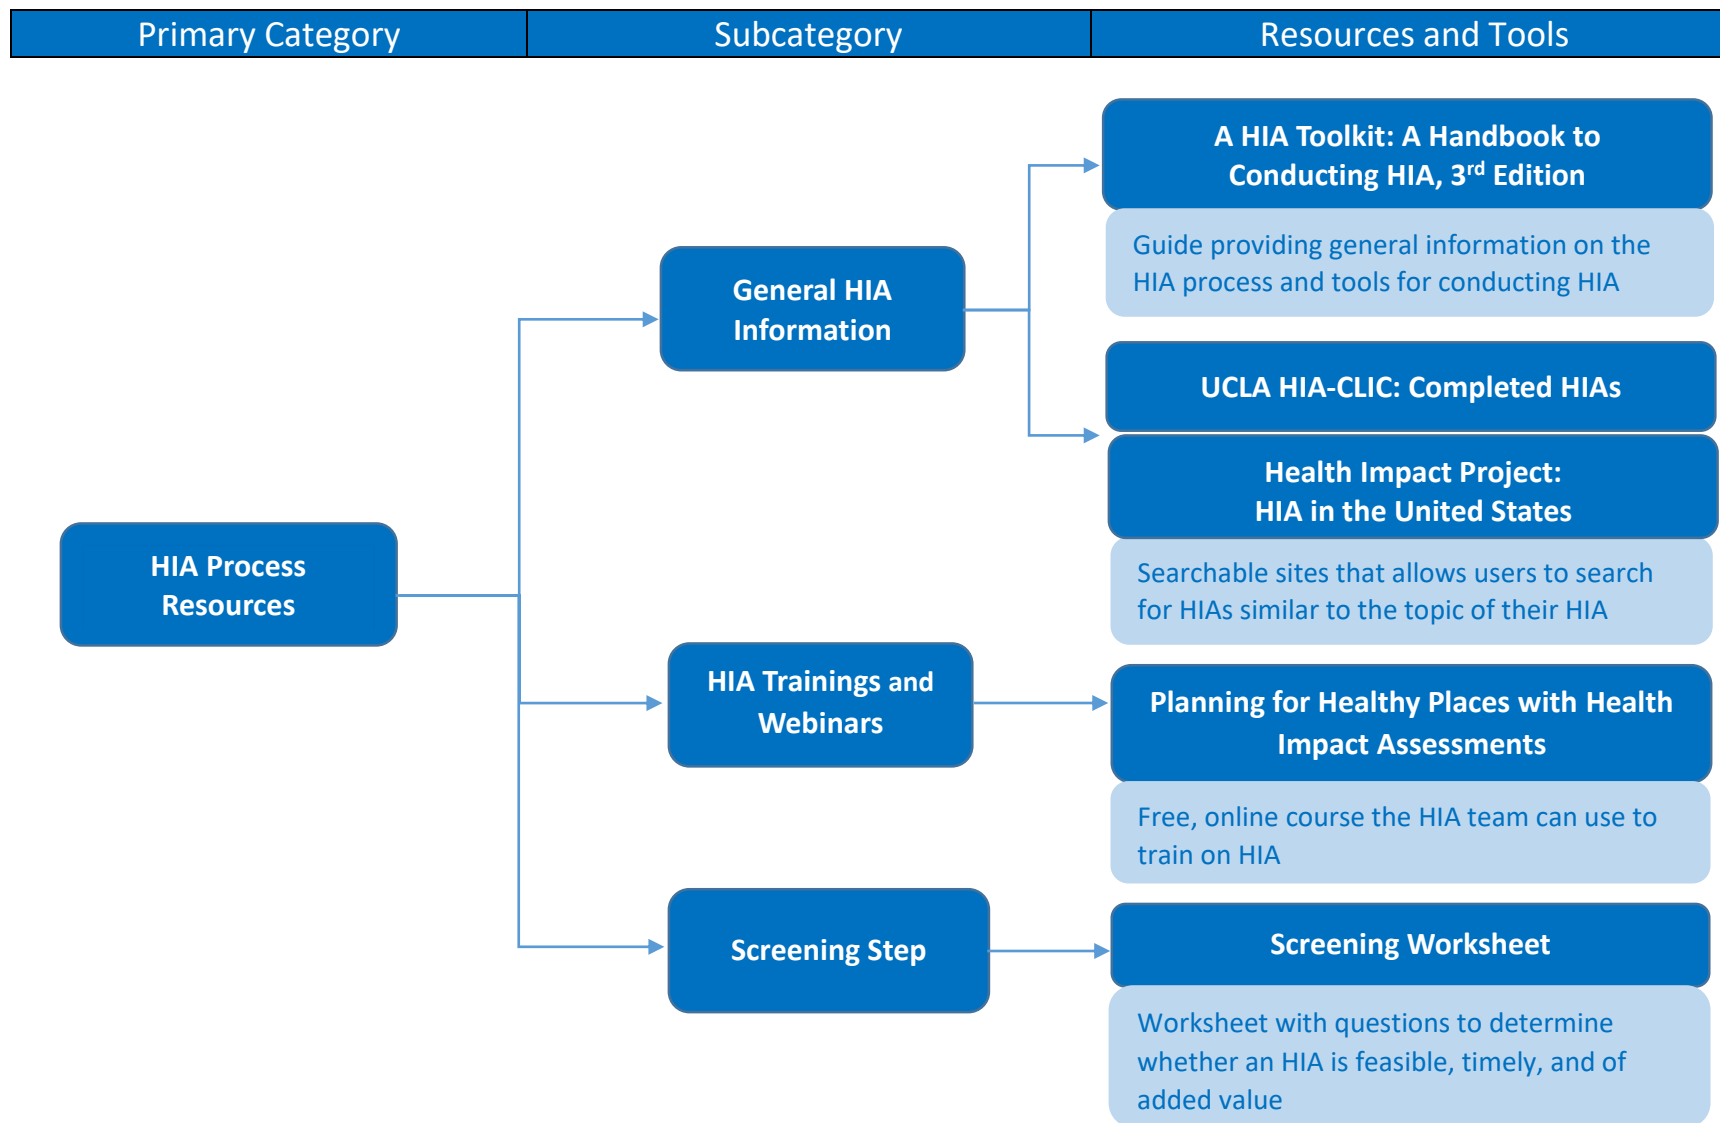 Primary Category
Subcategory
Resources and Tools
A HIA Toolkit: A Handbook to
Conducting HIA, 3rd Edition
Guide providing general information on the
HIA process and tools for conducting HIA
General HIA
Information
UCLA HIA-CLIC: Completed HIAs
Health Impact Project:
HIA in the United States
Searchable sites that allows users to search
for HIAs similar to the topic of their HIA
HIA Process
Resources
HIA Trainings and
Webinars
Planning for Healthy Places with Health
Impact Assessments
Free, online course the HIA team can use to
train on HIA
Screening Step
Screening Worksheet
Worksheet with questions to determine
whether an HIA is feasible, timely, and of
added value